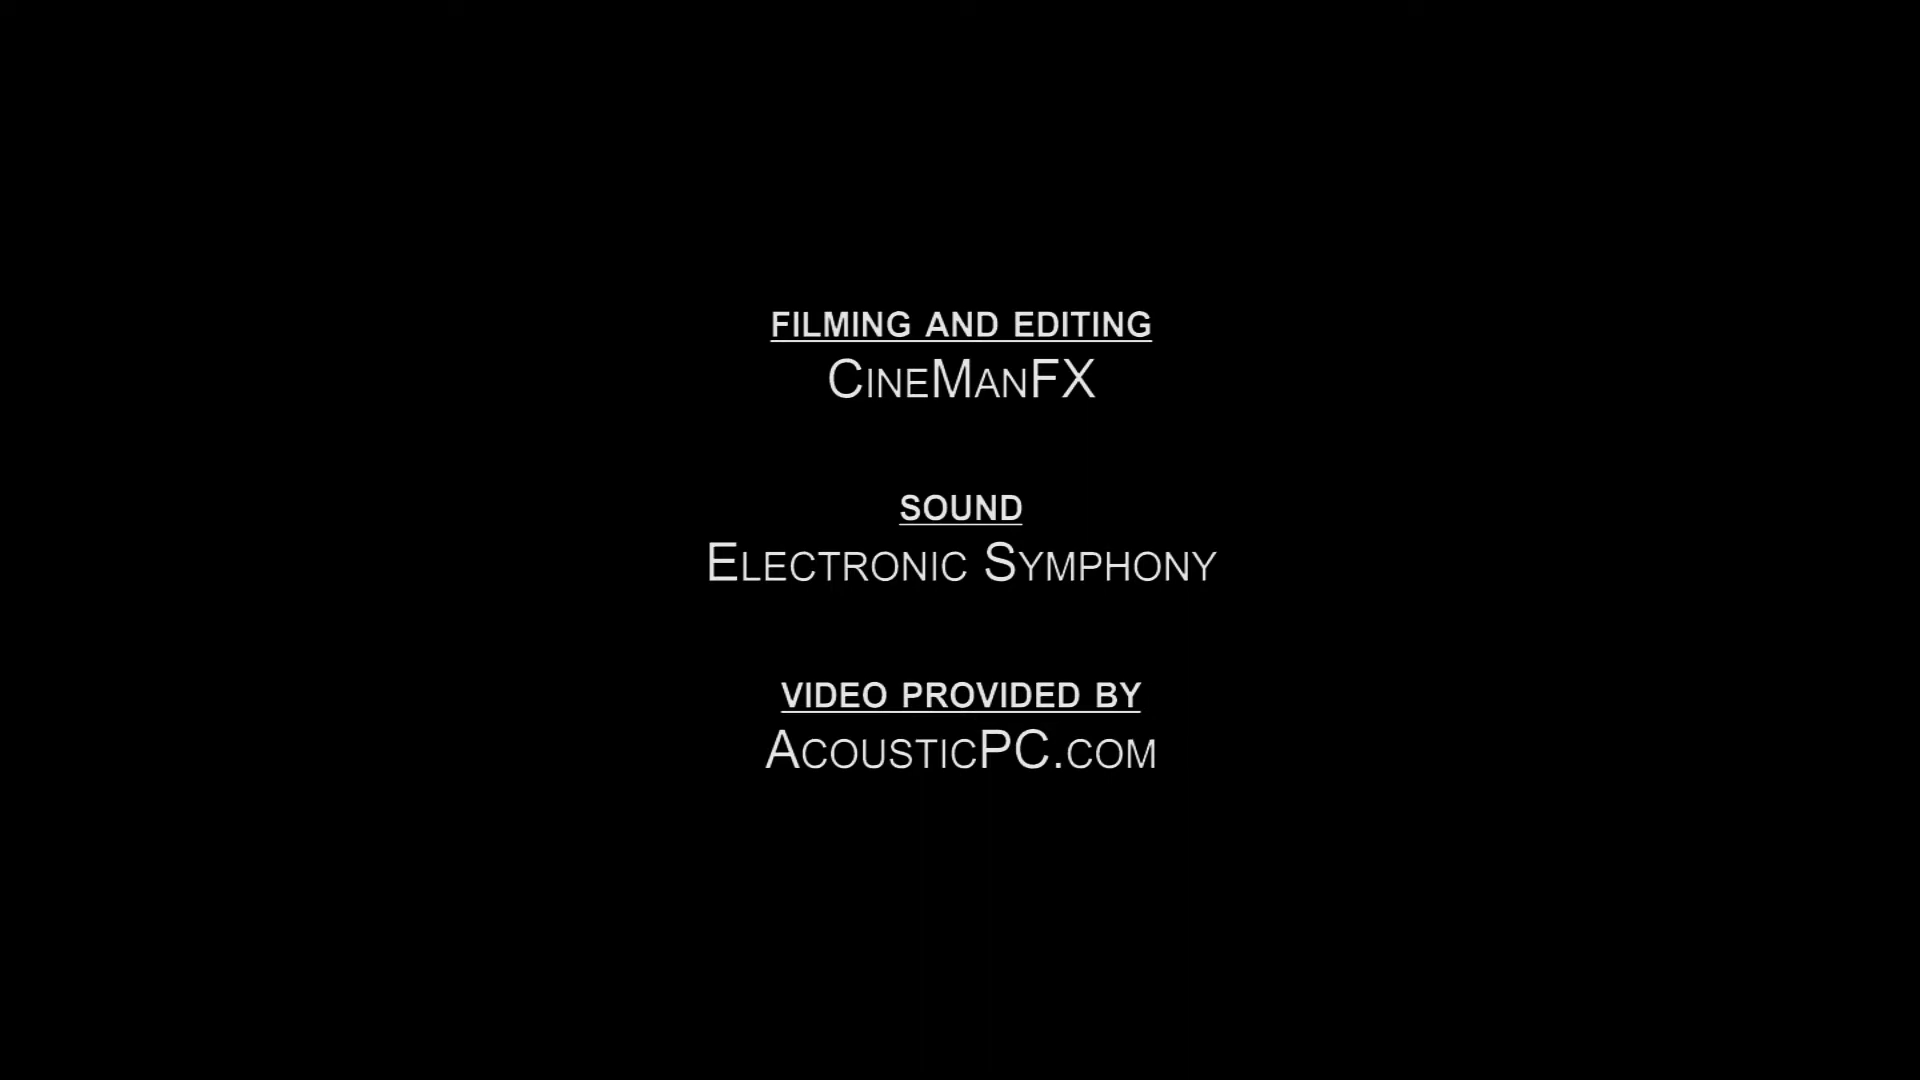 FILMING AND EDITING
CineManFX
SOUND
Electronic Symphony
VIDEO PROVIDED BY
AcousticPC.com